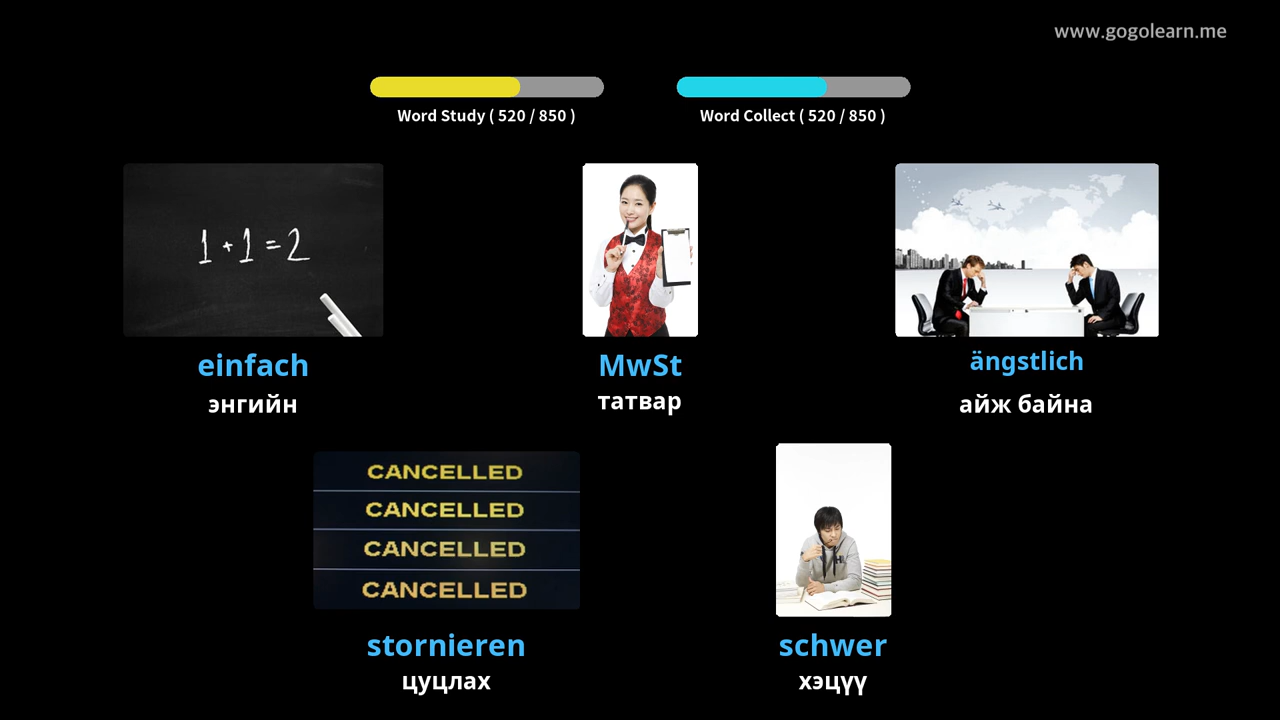 www.gogolearn.me
Word Study ( 520 / 850 )
Word Collect ( 520 / 850 )
1 + 1 = 2
einfach
энгийн
MwSt
татвар
ängstlich
айж байна
CANCELLED
CANCELLED
CANCELLED
CANCELLED
stornieren
цуцлах
schwer
хэцүү